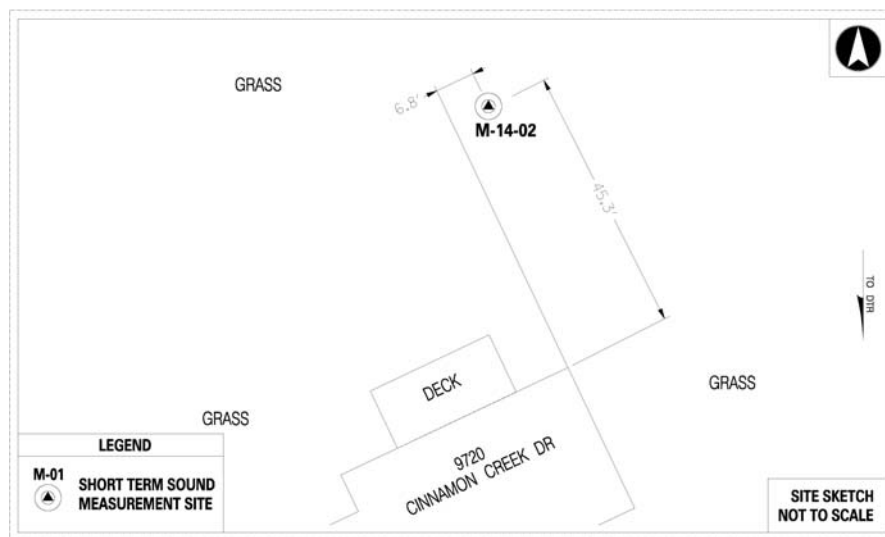 GRASS
6.8'
M-14-02
45.3'
TO DTR
DECK
GRASS
GRASS
9720
CINNAMON CREEK DR
LEGEND
M-01
SHORT TERM SOUND
MEASUREMENT SITE
SITE SKETCH
NOT TO SCALE